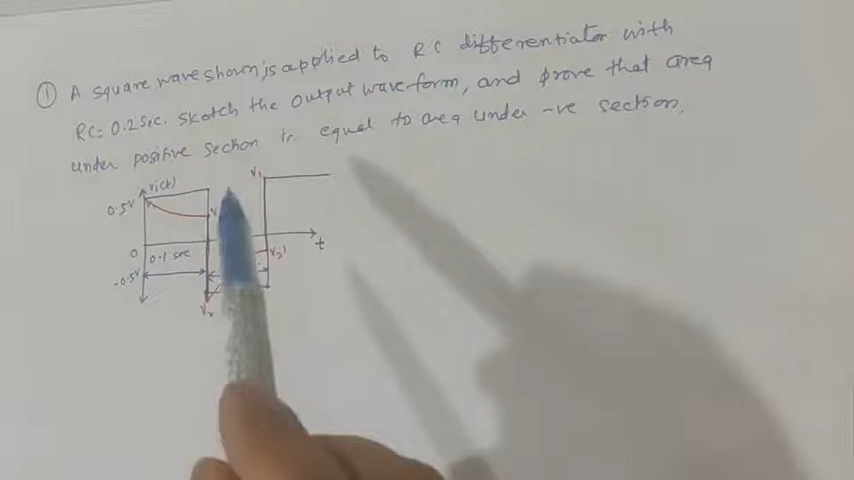 ① A square wave shown, is applied to RC differentiator with
RC= 0.2 sec. sketch the output wave form, and prove that area
under positive section is equal to area under -ve section.
V₁
vi(t)
0.5V
V
0
0.1 sec
V₂')
t
-0.5V
V₂